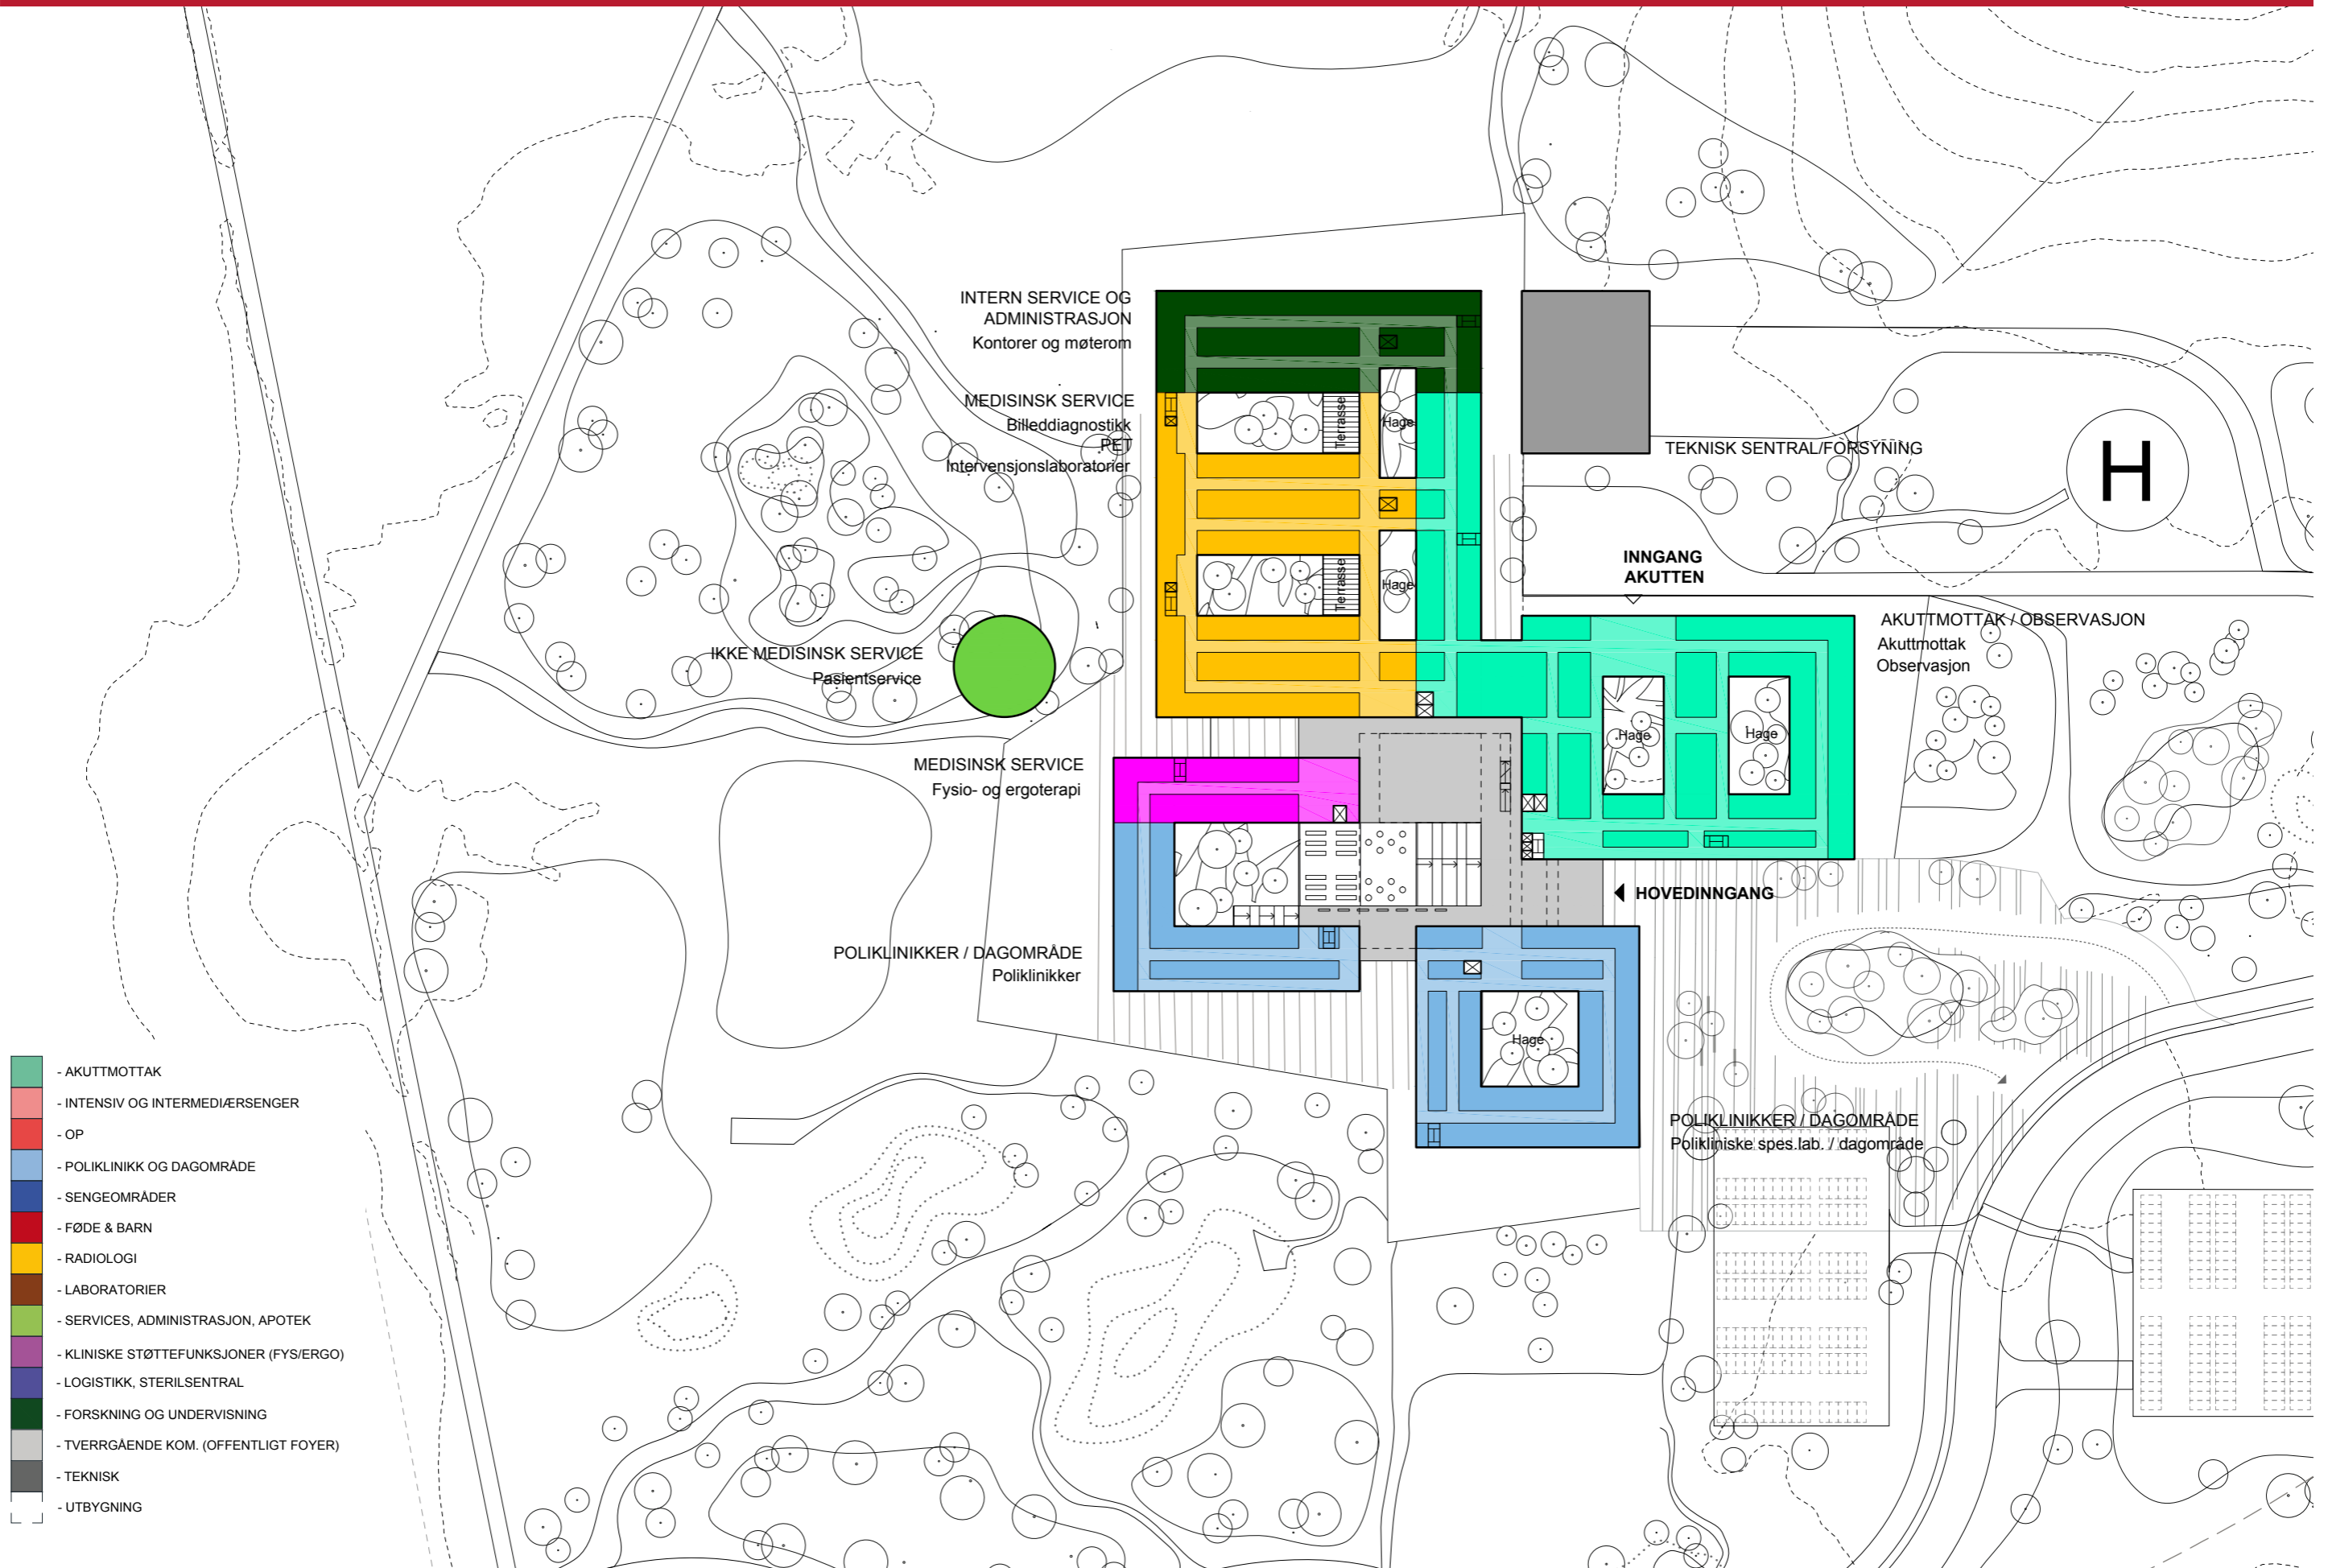 INTERN SERVICE OG
ADMINISTRASJON
Kontorer og møterom
MEDISINSK SERVICE
Billeddiagnostikk
PET
Intervensjonslaboratorier
Terrasse
Hage
TEKNISK SENTRAL/FORSYNING
H
Terrasse
Hage
INNGANG
AKUTTEN
AKUTTMOTTAK / OBSERVASJON
Akuttmottak
Observasjon
IKKE MEDISINSK SERVICE
Pasientservice
Hage
Hage
MEDISINSK SERVICE
Fysio- og ergoterapi
HOVEDINNGANG
POLIKLINIKKER / DAGOMRÅDE
Poliklinikker
Hage
POLIKLINIKKER / DAGOMRÅDE
Polikliniske spes.lab. / dagområde
- AKUTTMOTTAK
- INTENSIV OG INTERMEDIÆRSENGER
- OP
- POLIKLINIKK OG DAGOMRÅDE
- SENGEOMRÅDER
- FØDE & BARN
- RADIOLOGI
- LABORATORIER
- SERVICES, ADMINISTRASJON, APOTEK
- KLINISKE STØTTEFUNKSJONER (FYS/ERGO)
- LOGISTIKK, STERILSENTRAL
- FORSKNING OG UNDERVISNING
- TVERRGÅENDE KOM. (OFFENTLIGT FOYER)
- TEKNISK
- UTBYGNING